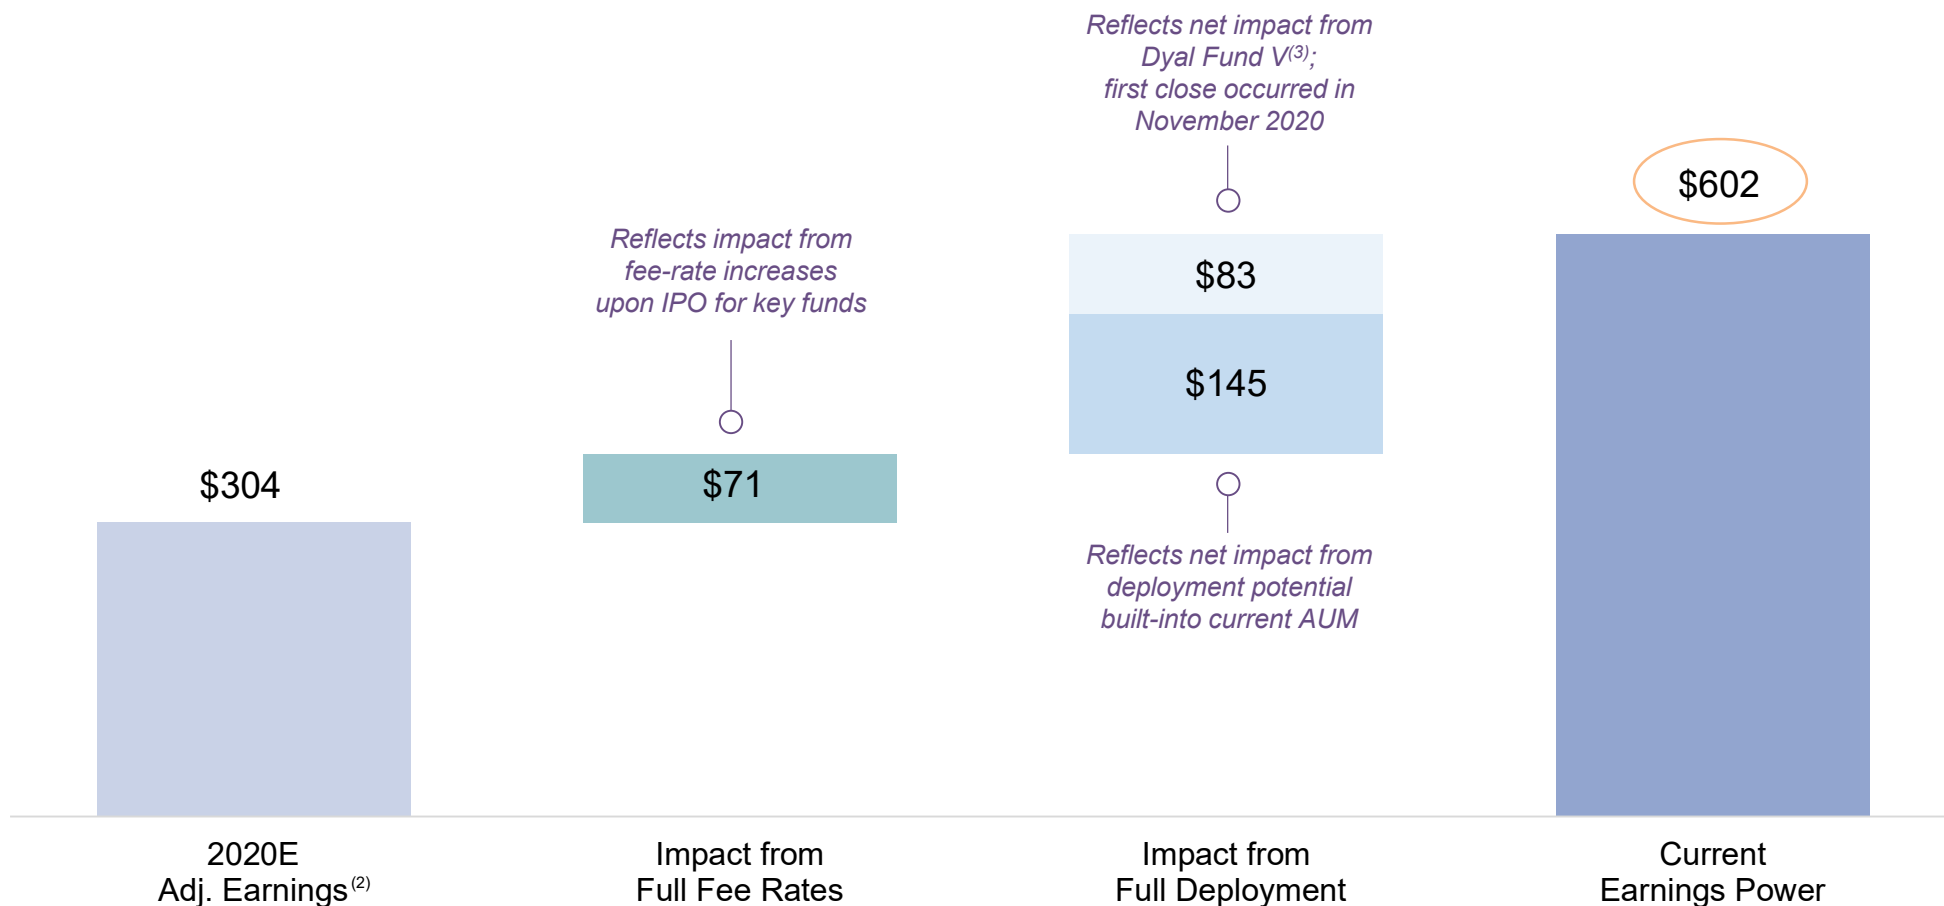 Reflects net impact from
Dyal Fund V(3);
first close occurred in
November 2020
$602
Reflects impact from
fee-rate increases
upon IPO for key funds
$83
$145
$304
$71
Reflects net impact from
deployment potential
built-into current AUM
2020E
Adj. Earnings(2)
Impact from
Full Fee Rates
Impact from
Full Deployment
Current
Earnings Power